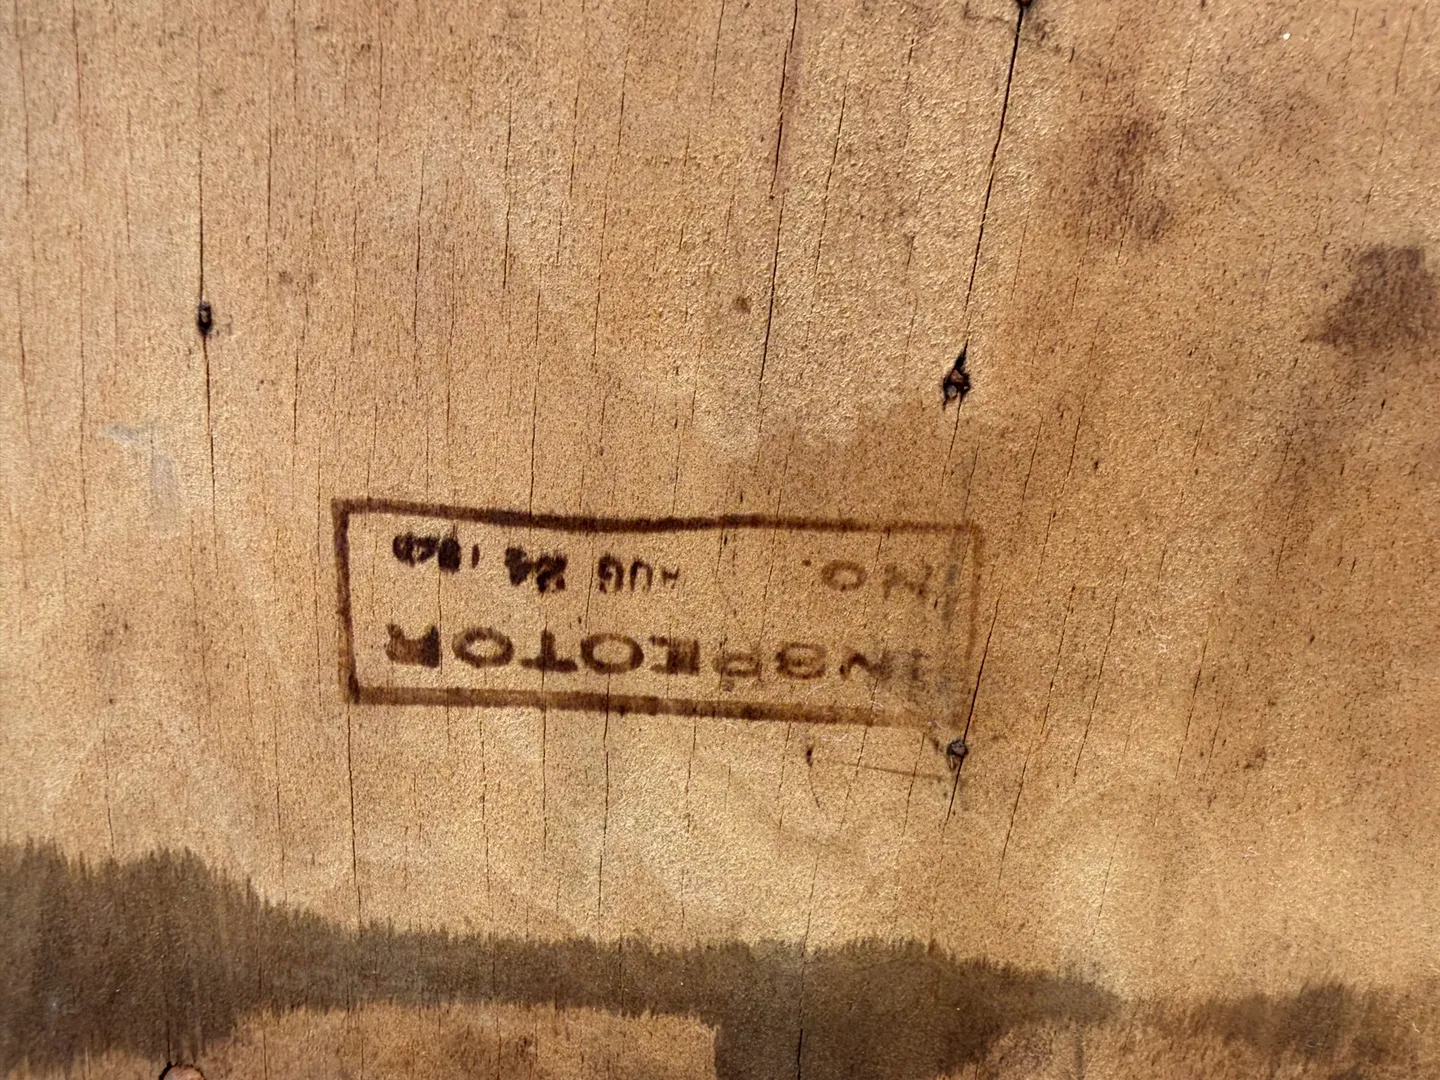 INSPECTOR
NO. AUG 24